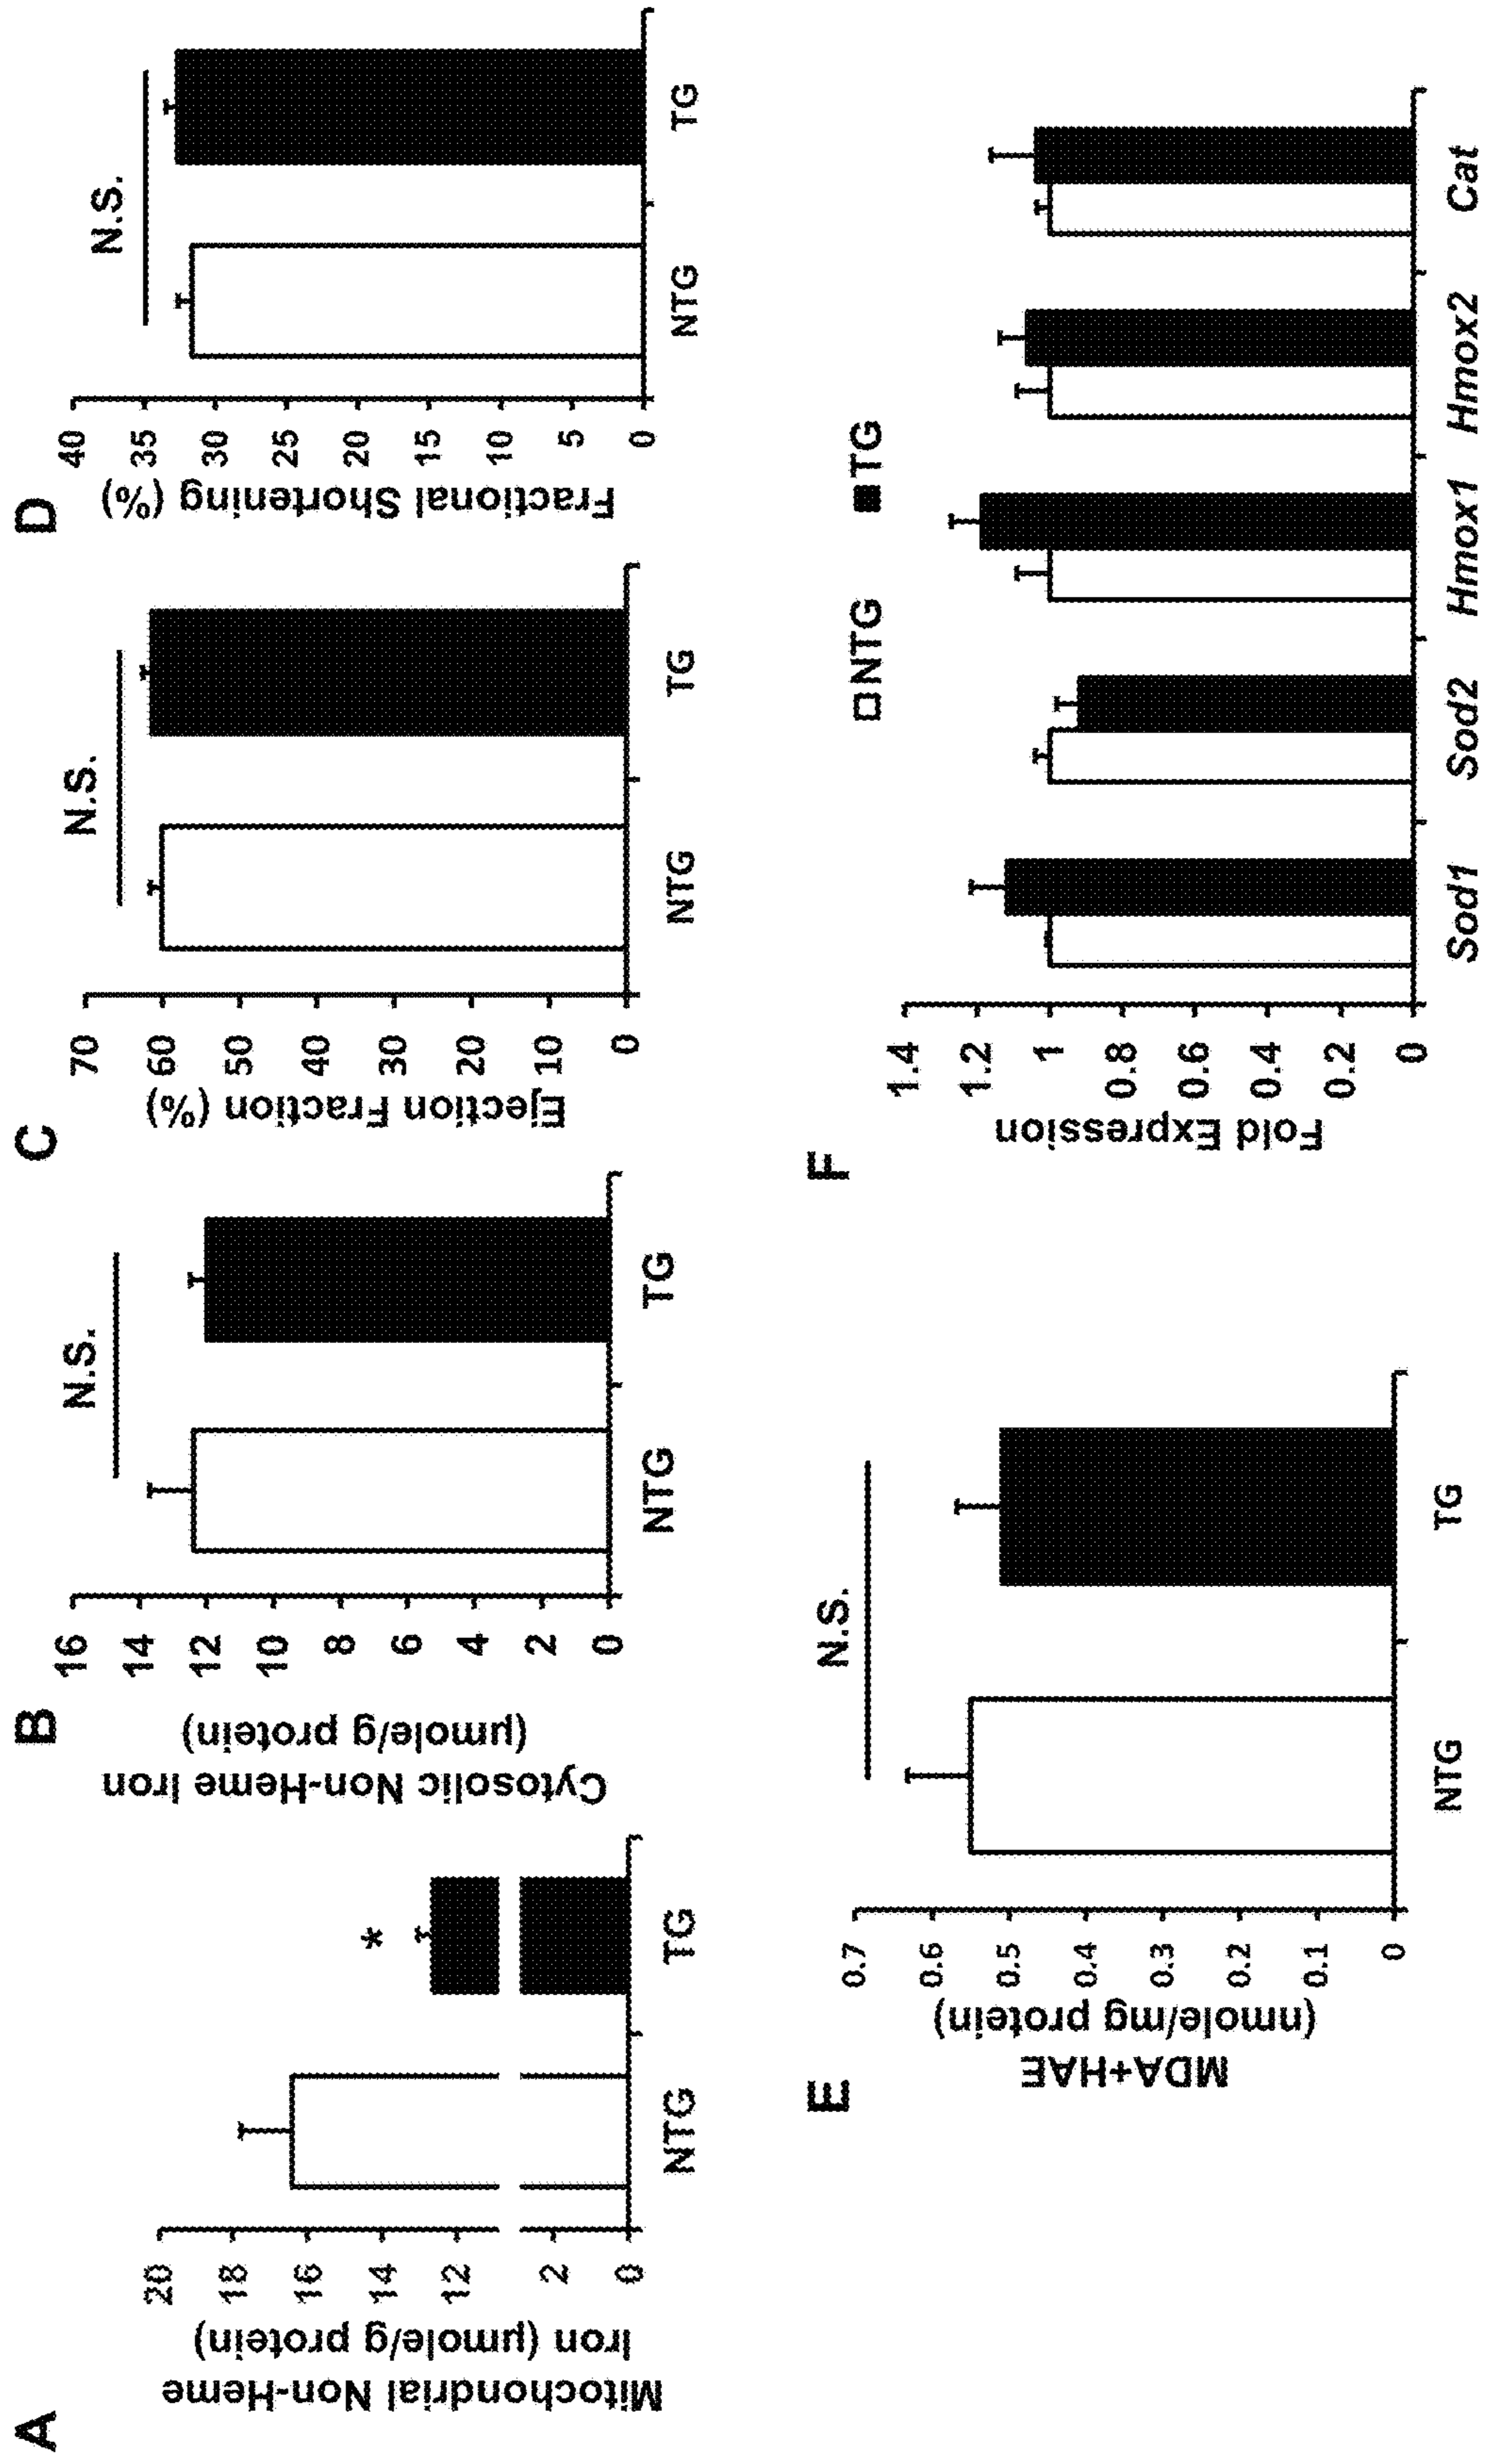 A
Mitochondrial Non-Heme
Iron (µmole/g protein)
20
18
16
14
12
2
0
*
NTG
TG
B
Cytosolic Non-Heme Iron
(µmole/g protein)
16
14
12
10
8
6
4
2
0
N.S.
NTG
TG
C
Ejection Fraction (%)
70
60
50
40
30
20
10
0
N.S.
NTG
TG
D
Fractional Shortening (%)
40
35
30
25
20
15
10
5
0
N.S.
NTG
TG
E
MDA+HAE
(nmole/mg protein)
0.7
0.6
0.5
0.4
0.3
0.2
0.1
0
N.S.
NTG
TG
F
Fold Expression
1.4
1.2
1
0.8
0.6
0.4
0.2
0
NTG
TG
Sod1
Sod2
Hmox1
Hmox2
Cat